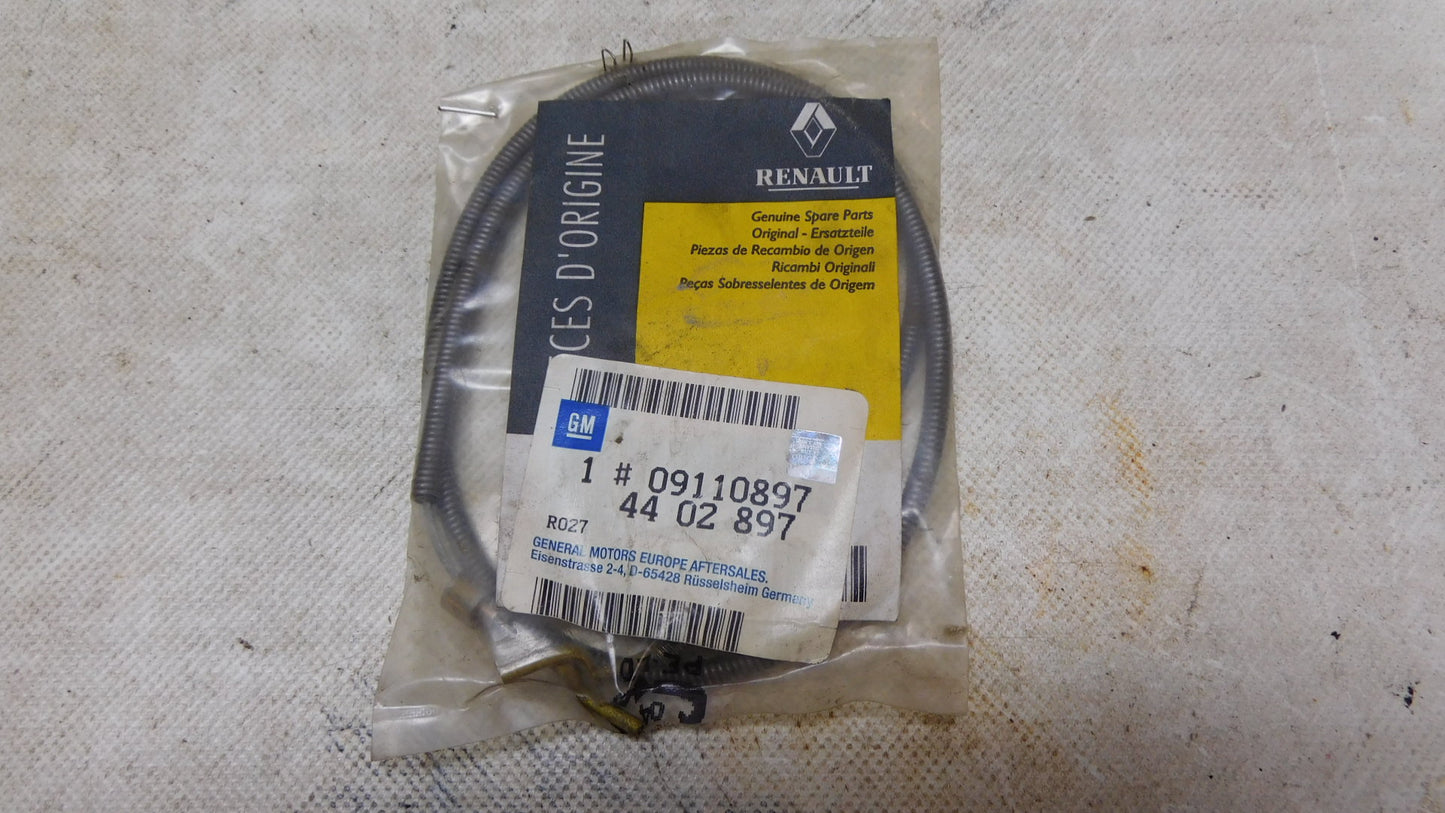 RENAULT
Genuine Spare Parts
Original - Ersatzteile
Piezas de Recambio de Origen
Ricambi Originali
Peças Sobresselentes de Origem
D'ORIGINE
GM
1 # 09110897
44 02 897
R027
GENERAL MOTORS EUROPE AFTERSALES.
Eisenstrasse 2-4, D-65428 Rüsselsheim Germany